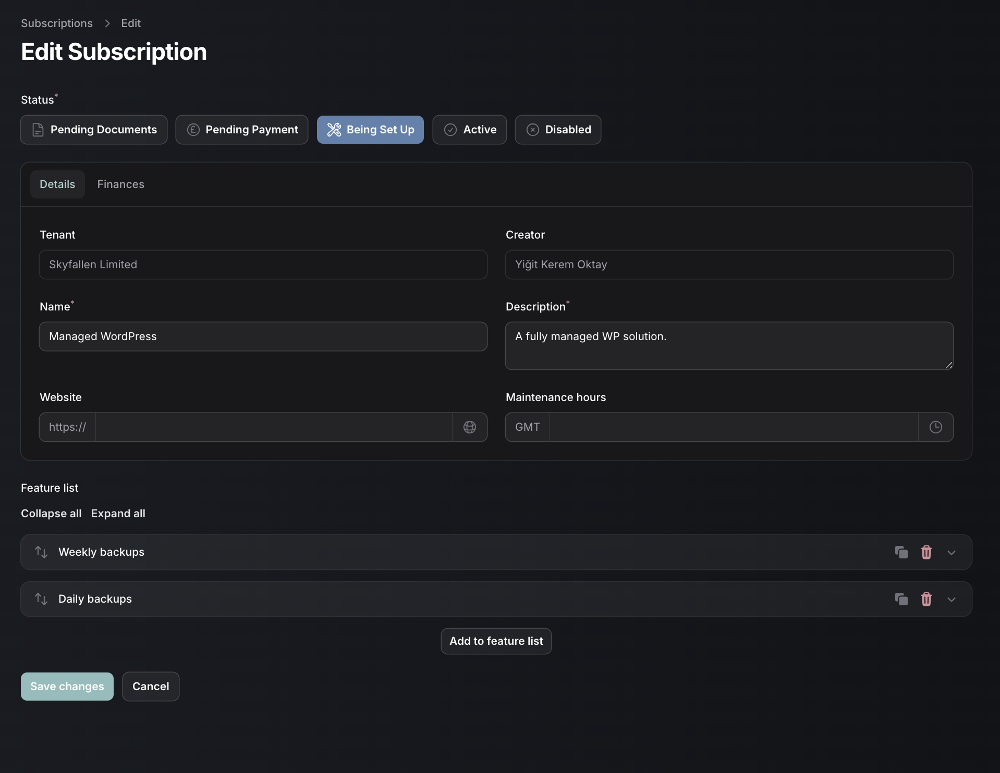 Subscriptions > Edit
Edit Subscription
Status*
Pending Documents £ Pending Payment Being Set Up Active Disabled
Details Finances
Tenant Creator
Skyfallen Limited Yiğit Kerem Oktay
Name* Description*
Managed WordPress A fully managed WP solution.
Website Maintenance hours
https:// GMT
Feature list
Collapse all Expand all
Weekly backups
Daily backups
Add to feature list
Save changes Cancel